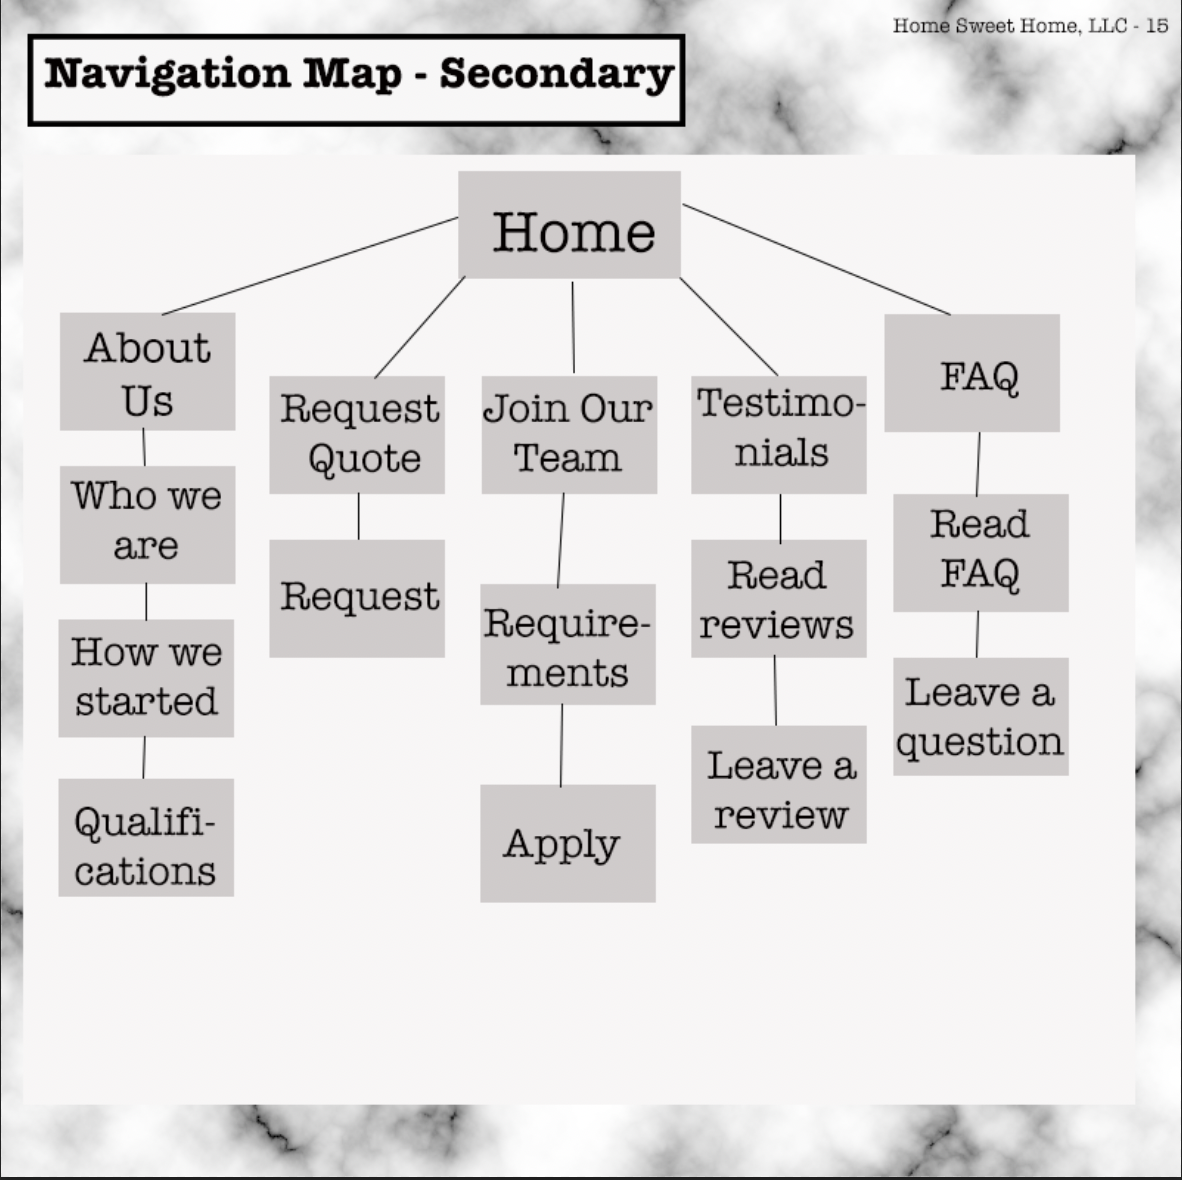 Home Sweet Home, LLC - 15
Navigation Map - Secondary
Home
About
Us
Who we
are
How we
started
Qualifi-
cations
Request
Quote
Request
Join Our
Team
Require-
ments
Apply
Testimo-
nials
Read
reviews
Leave a
review
FAQ
Read
FAQ
Leave a
question